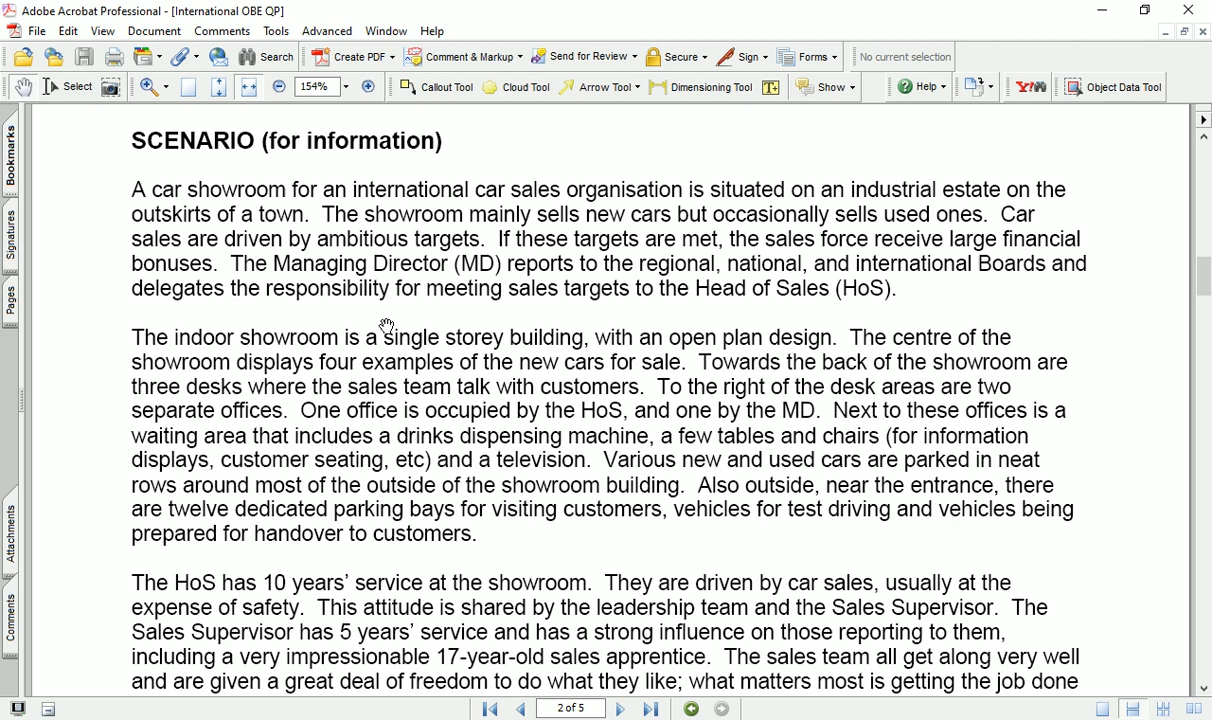 Adobe Acrobat Professional - [International OBE QP]
File Edit View Document Comments Tools Advanced Window Help
Search Create PDF Comment & Markup Send for Review Secure Sign Forms No current selection
Select 154% Callout Tool Cloud Tool Arrow Tool Dimensioning Tool Show Help Y! Object Data Tool
Bookmarks
Signatures
Pages
Attachments
Comments
SCENARIO (for information)
A car showroom for an international car sales organisation is situated on an industrial estate on the
outskirts of a town. The showroom mainly sells new cars but occasionally sells used ones. Car
sales are driven by ambitious targets. If these targets are met, the sales force receive large financial
bonuses. The Managing Director (MD) reports to the regional, national, and international Boards and
delegates the responsibility for meeting sales targets to the Head of Sales (HoS).
The indoor showroom is a single storey building, with an open plan design. The centre of the
showroom displays four examples of the new cars for sale. Towards the back of the showroom are
three desks where the sales team talk with customers. To the right of the desk areas are two
separate offices. One office is occupied by the HoS, and one by the MD. Next to these offices is a
waiting area that includes a drinks dispensing machine, a few tables and chairs (for information
displays, customer seating, etc) and a television. Various new and used cars are parked in neat
rows around most of the outside of the showroom building. Also outside, near the entrance, there
are twelve dedicated parking bays for visiting customers, vehicles for test driving and vehicles being
prepared for handover to customers.
The HoS has 10 years' service at the showroom. They are driven by car sales, usually at the
expense of safety. This attitude is shared by the leadership team and the Sales Supervisor. The
Sales Supervisor has 5 years' service and has a strong influence on those reporting to them,
including a very impressionable 17-year-old sales apprentice. The sales team all get along very well
and are given a great deal of freedom to do what they like; what matters most is getting the job done
2 of 5